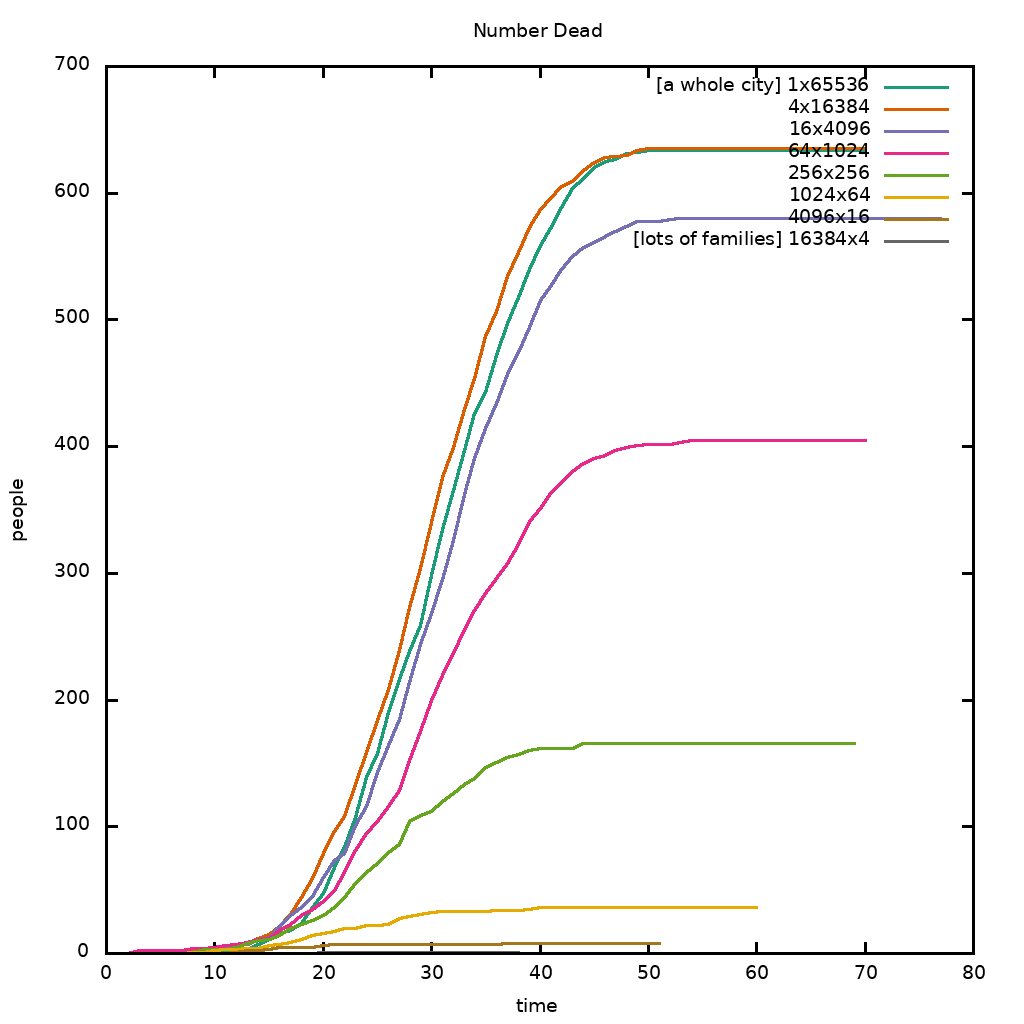 Number Dead
700
600
500
400
300
200
100
0
people
[a whole city] 1x65536
4x16384
16x4096
64x1024
256x256
1024x64
4096x16
[lots of families] 16384x4
0 10 20 30 40 50 60 70 80
time